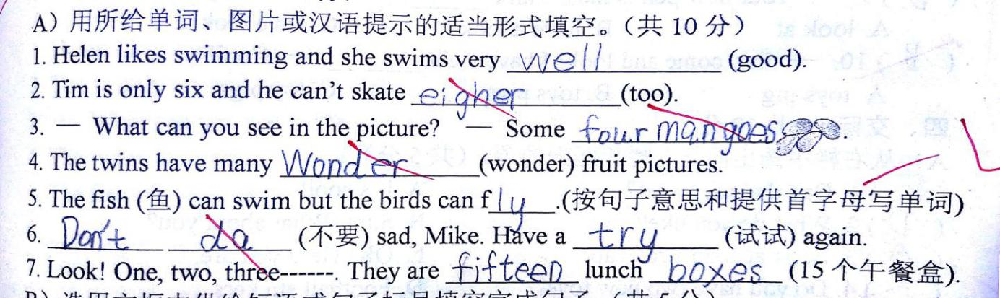 A）用所给单词、图片或汉语提示的适当形式填空。（共 10 分）
1. Helen likes swimming and she swims very well (good).
2. Tim is only six and he can't skate eigher (too).
3. — What can you see in the picture? — Some four mangoes.
4. The twins have many Wonder (wonder) fruit pictures.
5. The fish (鱼) can swim but the birds can fly.(按句子意思和提供首字母写单词)
6. Don't da (不要) sad, Mike. Have a try (试试) again.
7. Look! One, two, three------. They are fifteen lunch boxes (15 个午餐盒).